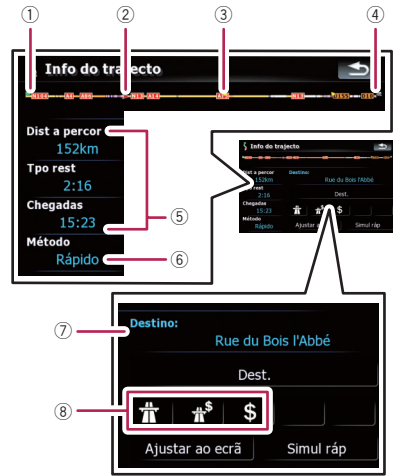 ① ② ③ ④
Info do trajecto
Dist a percor
152km
Tpo rest
2:16
Chegadas
15:23
Método
Rápido
⑤
⑥
Info do trajecto
Dist a percor
152km
Tpo rest
2:16
Chegadas
15:23
Método
Rápido
Destino:
Rue du Bois l'Abbé
Dest.
$
Simul ráp
⑦
Destino:
Rue du Bois l'Abbé
Dest.
⑧
$ $
Ajustar ao ecrã Simul ráp